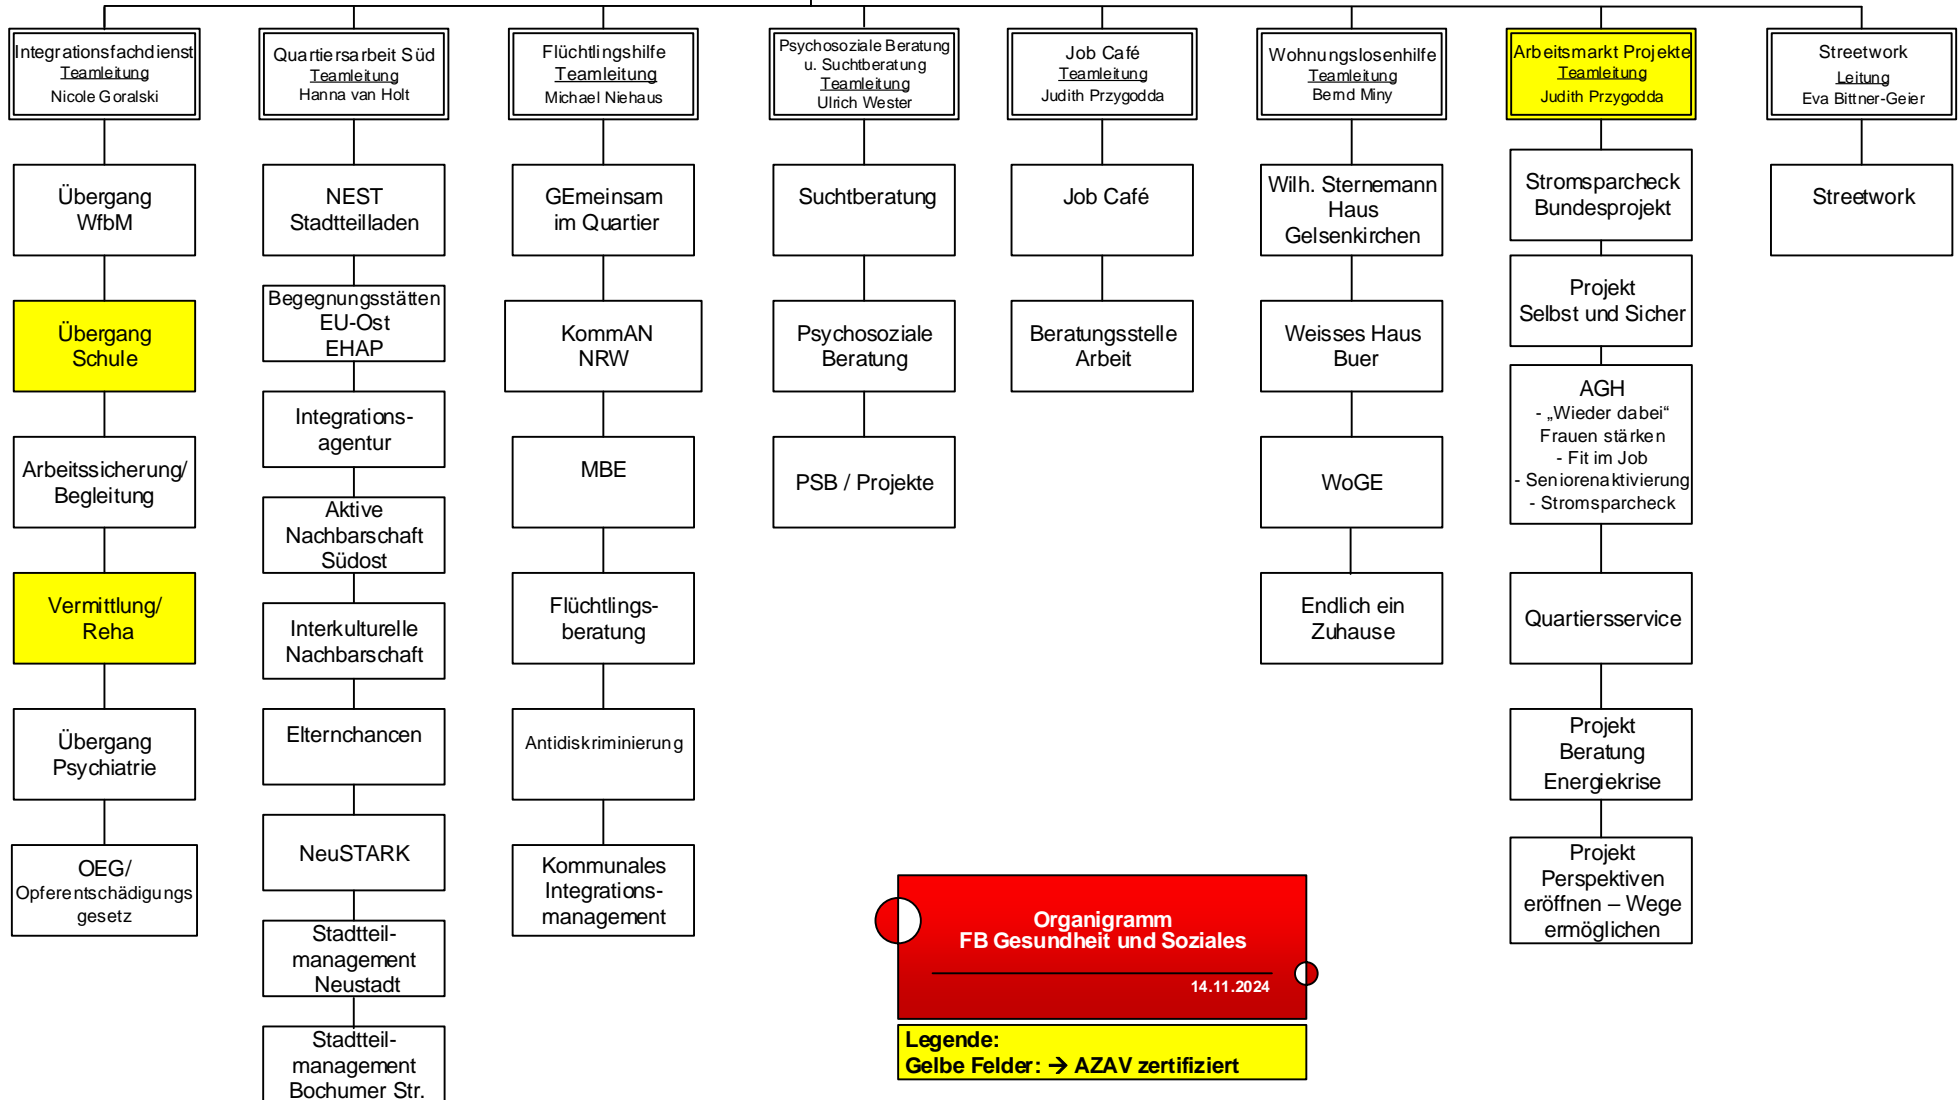 Integrationsfachdienst
Teamleitung
Nicole Goralski
Quartiersarbeit Süd
Teamleitung
Hanna van Holt
Flüchtlingshilfe
Teamleitung
Michael Niehaus
Psychosoziale Beratung
u. Suchtberatung
Teamleitung
Ulrich Wester
Job Café
Teamleitung
Judith Przygodda
Wohnungslosenhilfe
Teamleitung
Bernd Miny
Arbeitsmarkt Projekte
Teamleitung
Judith Przygodda
Streetwork
Leitung
Eva Bittner-Geier
Übergang
WfbM
Übergang
Schule
Arbeitssicherung/
Begleitung
Vermittlung/
Reha
Übergang
Psychiatrie
OEG/
Opferentschädigungs
gesetz
NEST
Stadtteilladen
Begegnungsstätten
EU-Ost
EHAP
Integrations-
agentur
Aktive
Nachbarschaft
Südost
Interkulturelle
Nachbarschaft
Elternchancen
NeuSTARK
Stadtteil-
management
Neustadt
Stadtteil-
management
Bochumer Str.
GEmeinsam
im Quartier
KommAN
NRW
MBE
Flüchtlings-
beratung
Antidiskriminierung
Kommunales
Integrations-
management
Suchtberatung
Psychosoziale
Beratung
PSB / Projekte
Job Café
Beratungsstelle
Arbeit
Wilh. Sternemann
Haus
Gelsenkirchen
Weisses Haus
Buer
WoGE
Endlich ein
Zuhause
Stromsparcheck
Bundesprojekt
Projekt
Selbst und Sicher
AGH
- „Wieder dabei“
Frauen stärken
- Fit im Job
- Seniorenaktivierung
- Stromsparcheck
Quartiersservice
Projekt
Beratung
Energiekrise
Projekt
Perspektiven
eröffnen – Wege
ermöglichen
Streetwork
Organigramm
FB Gesundheit und Soziales
14.11.2024
Legende:
Gelbe Felder: → AZAV zertifiziert